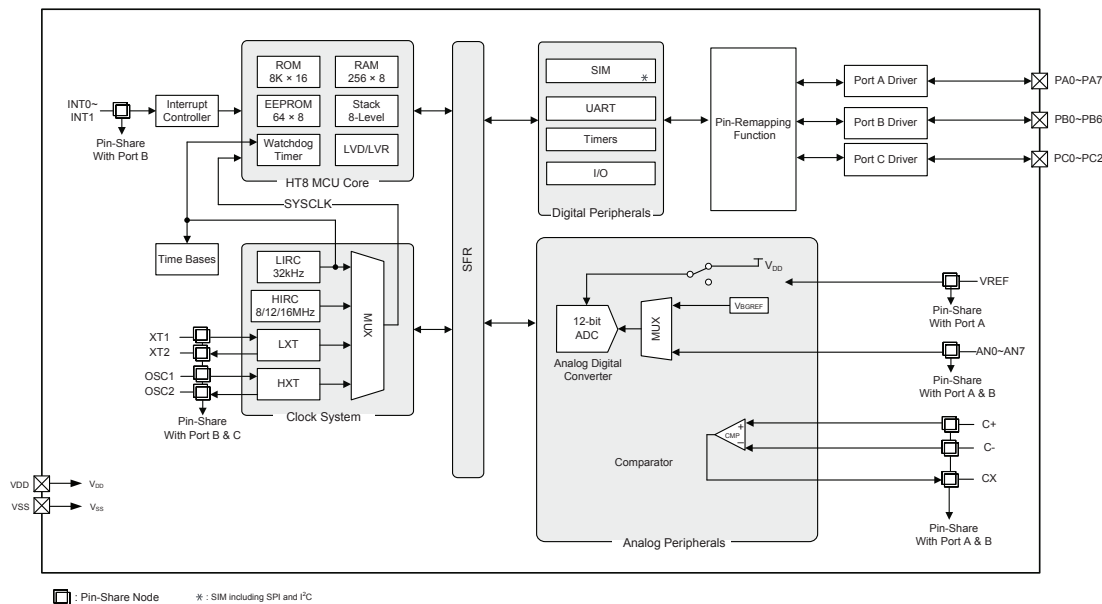 ROM
8K × 16
RAM
256 × 8
EEPROM
64 × 8
Stack
8-Level
Watchdog
Timer
LVD/LVR
HT8 MCU Core
INT0~
INT1
Pin-Share
With Port B
Interrupt
Controller
SYSCLK
Time Bases
LIRC
32kHz
HIRC
8/12/16MHz
LXT
HXT
MUX
Clock System
XT1
XT2
OSC1
OSC2
Pin-Share
With Port B & C
VDD
VDD
VSS
VSS
SFR
SIM
*
UART
Timers
I/O
Digital Peripherals
Pin-Remapping
Function
Port A Driver
Port B Driver
Port C Driver
PA0~PA7
PB0~PB6
PC0~PC2
VDD
VBGREF
12-bit
ADC
MUX
Analog Digital
Converter
VREF
Pin-Share
With Port A
AN0~AN7
Pin-Share
With Port A & B
+
CMP
−
Comparator
C+
C-
CX
Pin-Share
With Port A & B
Analog Peripherals
: Pin-Share Node
* : SIM including SPI and I²C